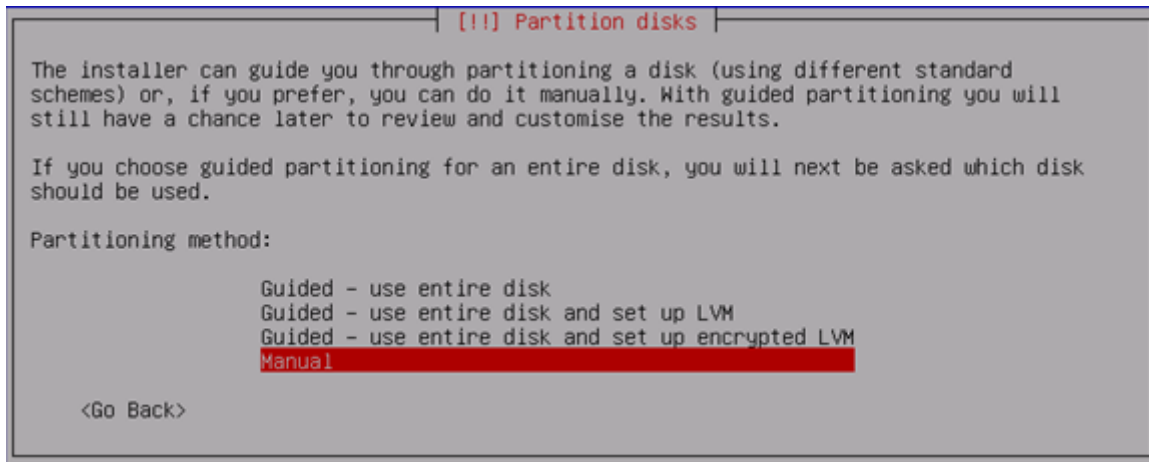 [!!] Partition disks
The installer can guide you through partitioning a disk (using different standard
schemes) or, if you prefer, you can do it manually. With guided partitioning you will
still have a chance later to review and customise the results.
If you choose guided partitioning for an entire disk, you will next be asked which disk
should be used.
Partitioning method:
Guided - use entire disk
Guided - use entire disk and set up LVM
Guided - use entire disk and set up encrypted LVM
Manual
<Go Back>